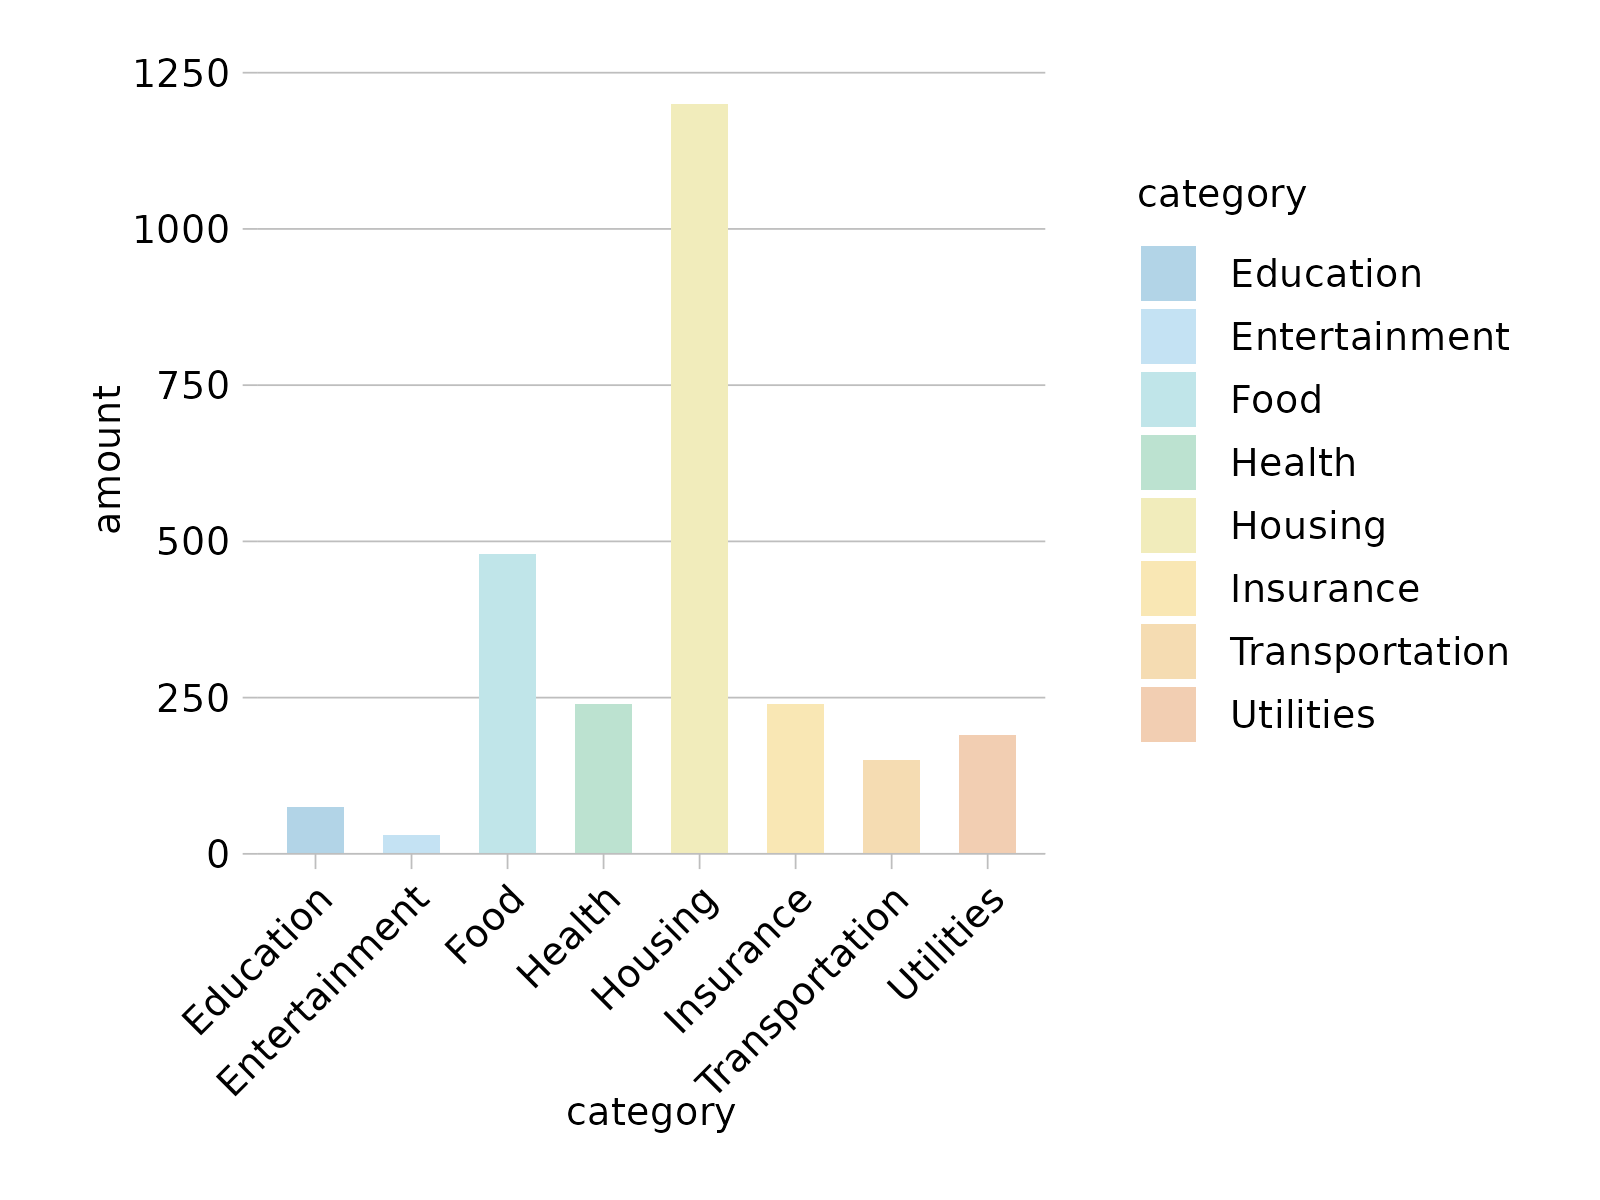 1250
1000
750
500
250
0
amount
Education
Entertainment
Food
Health
Housing
Insurance
Transportation
Utilities
category
category
Education
Entertainment
Food
Health
Housing
Insurance
Transportation
Utilities